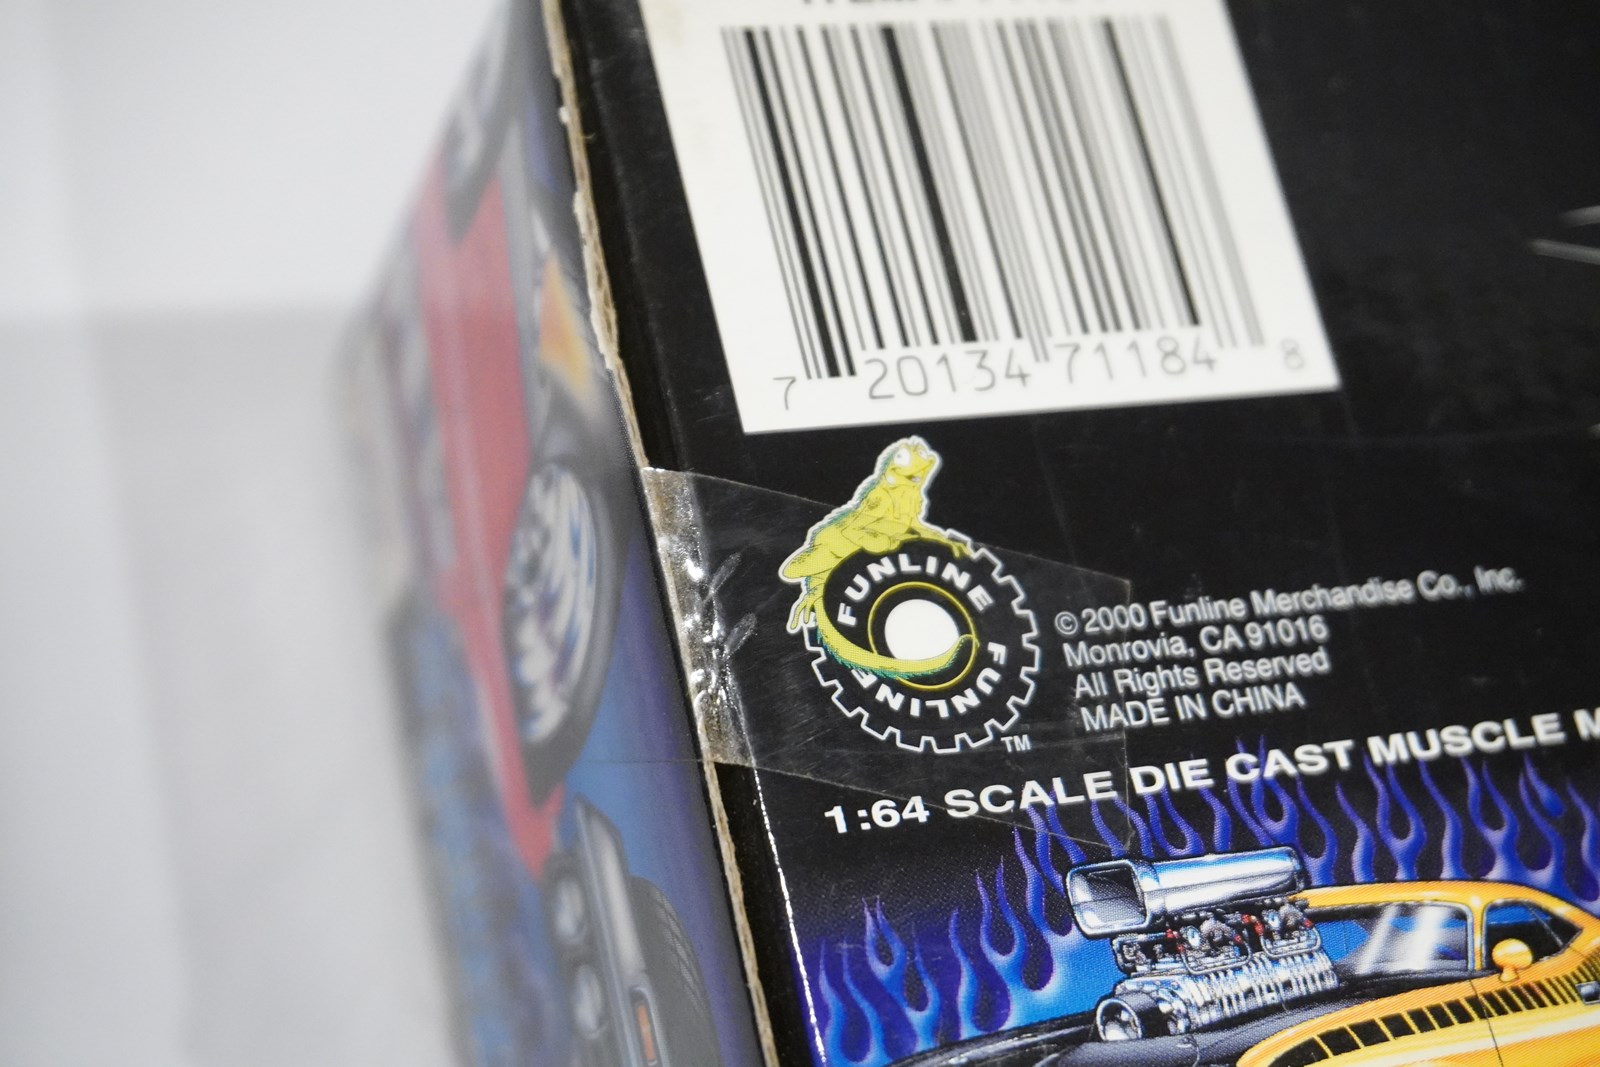 7 20134 71184 8
FUNLINE FUNLINE FUNLINE
TM
© 2000 Funline Merchandise Co., Inc.
Monrovia, CA 91016
All Rights Reserved
MADE IN CHINA
1:64 SCALE DIE CAST MUSCLE